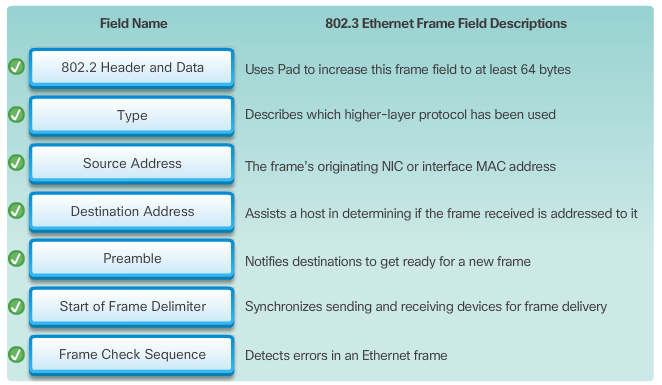 Field Name 802.3 Ethernet Frame Field Descriptions
802.2 Header and Data Uses Pad to increase this frame field to at least 64 bytes
Type Describes which higher-layer protocol has been used
Source Address The frame's originating NIC or interface MAC address
Destination Address Assists a host in determining if the frame received is addressed to it
Preamble Notifies destinations to get ready for a new frame
Start of Frame Delimiter Synchronizes sending and receiving devices for frame delivery
Frame Check Sequence Detects errors in an Ethernet frame